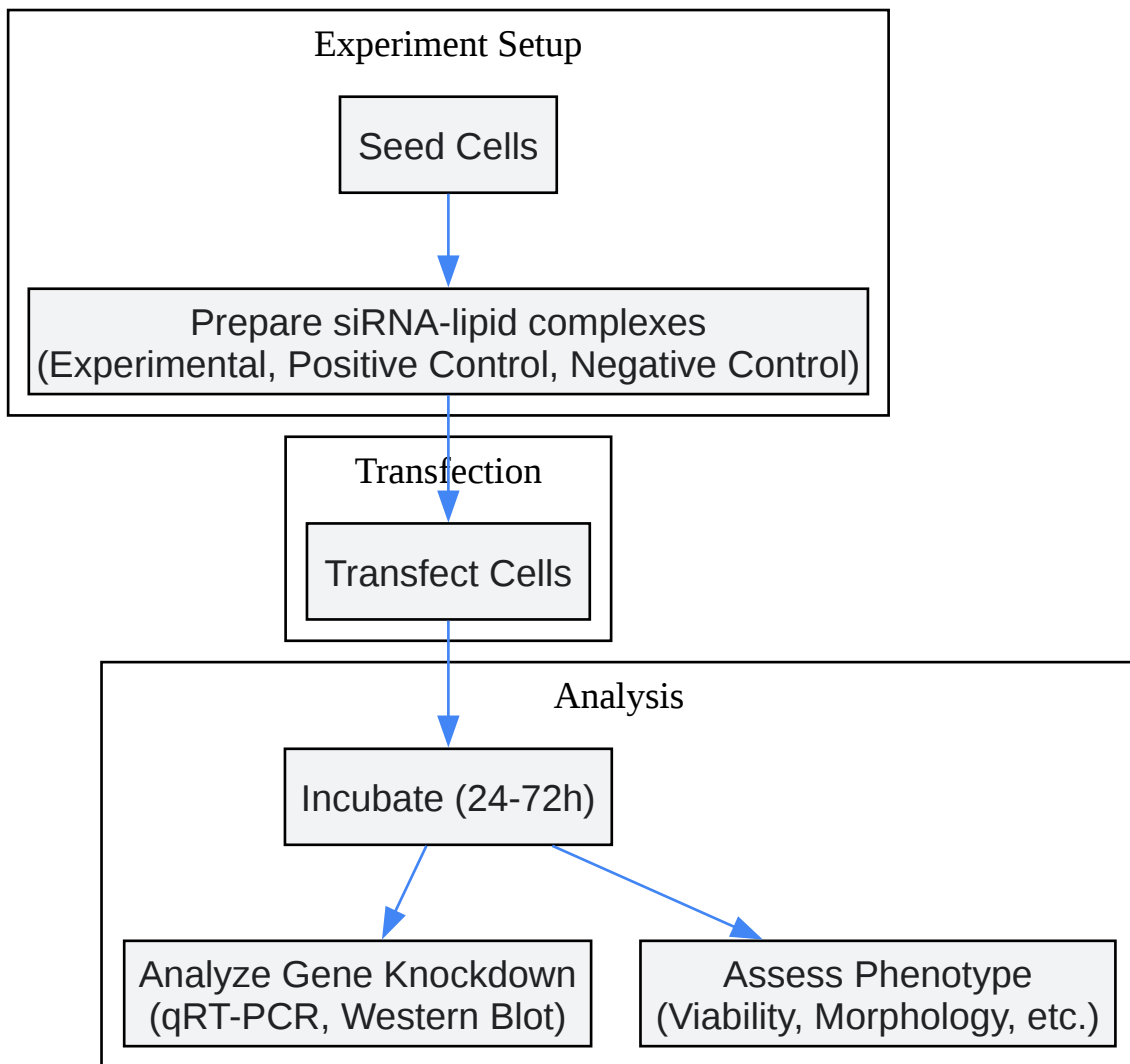 Experiment Setup
Seed Cells
Prepare siRNA-lipid complexes
(Experimental, Positive Control, Negative Control)
Transfection
Transfect Cells
Analysis
Incubate (24-72h)
Analyze Gene Knockdown
(qRT-PCR, Western Blot)
Assess Phenotype
(Viability, Morphology, etc.)